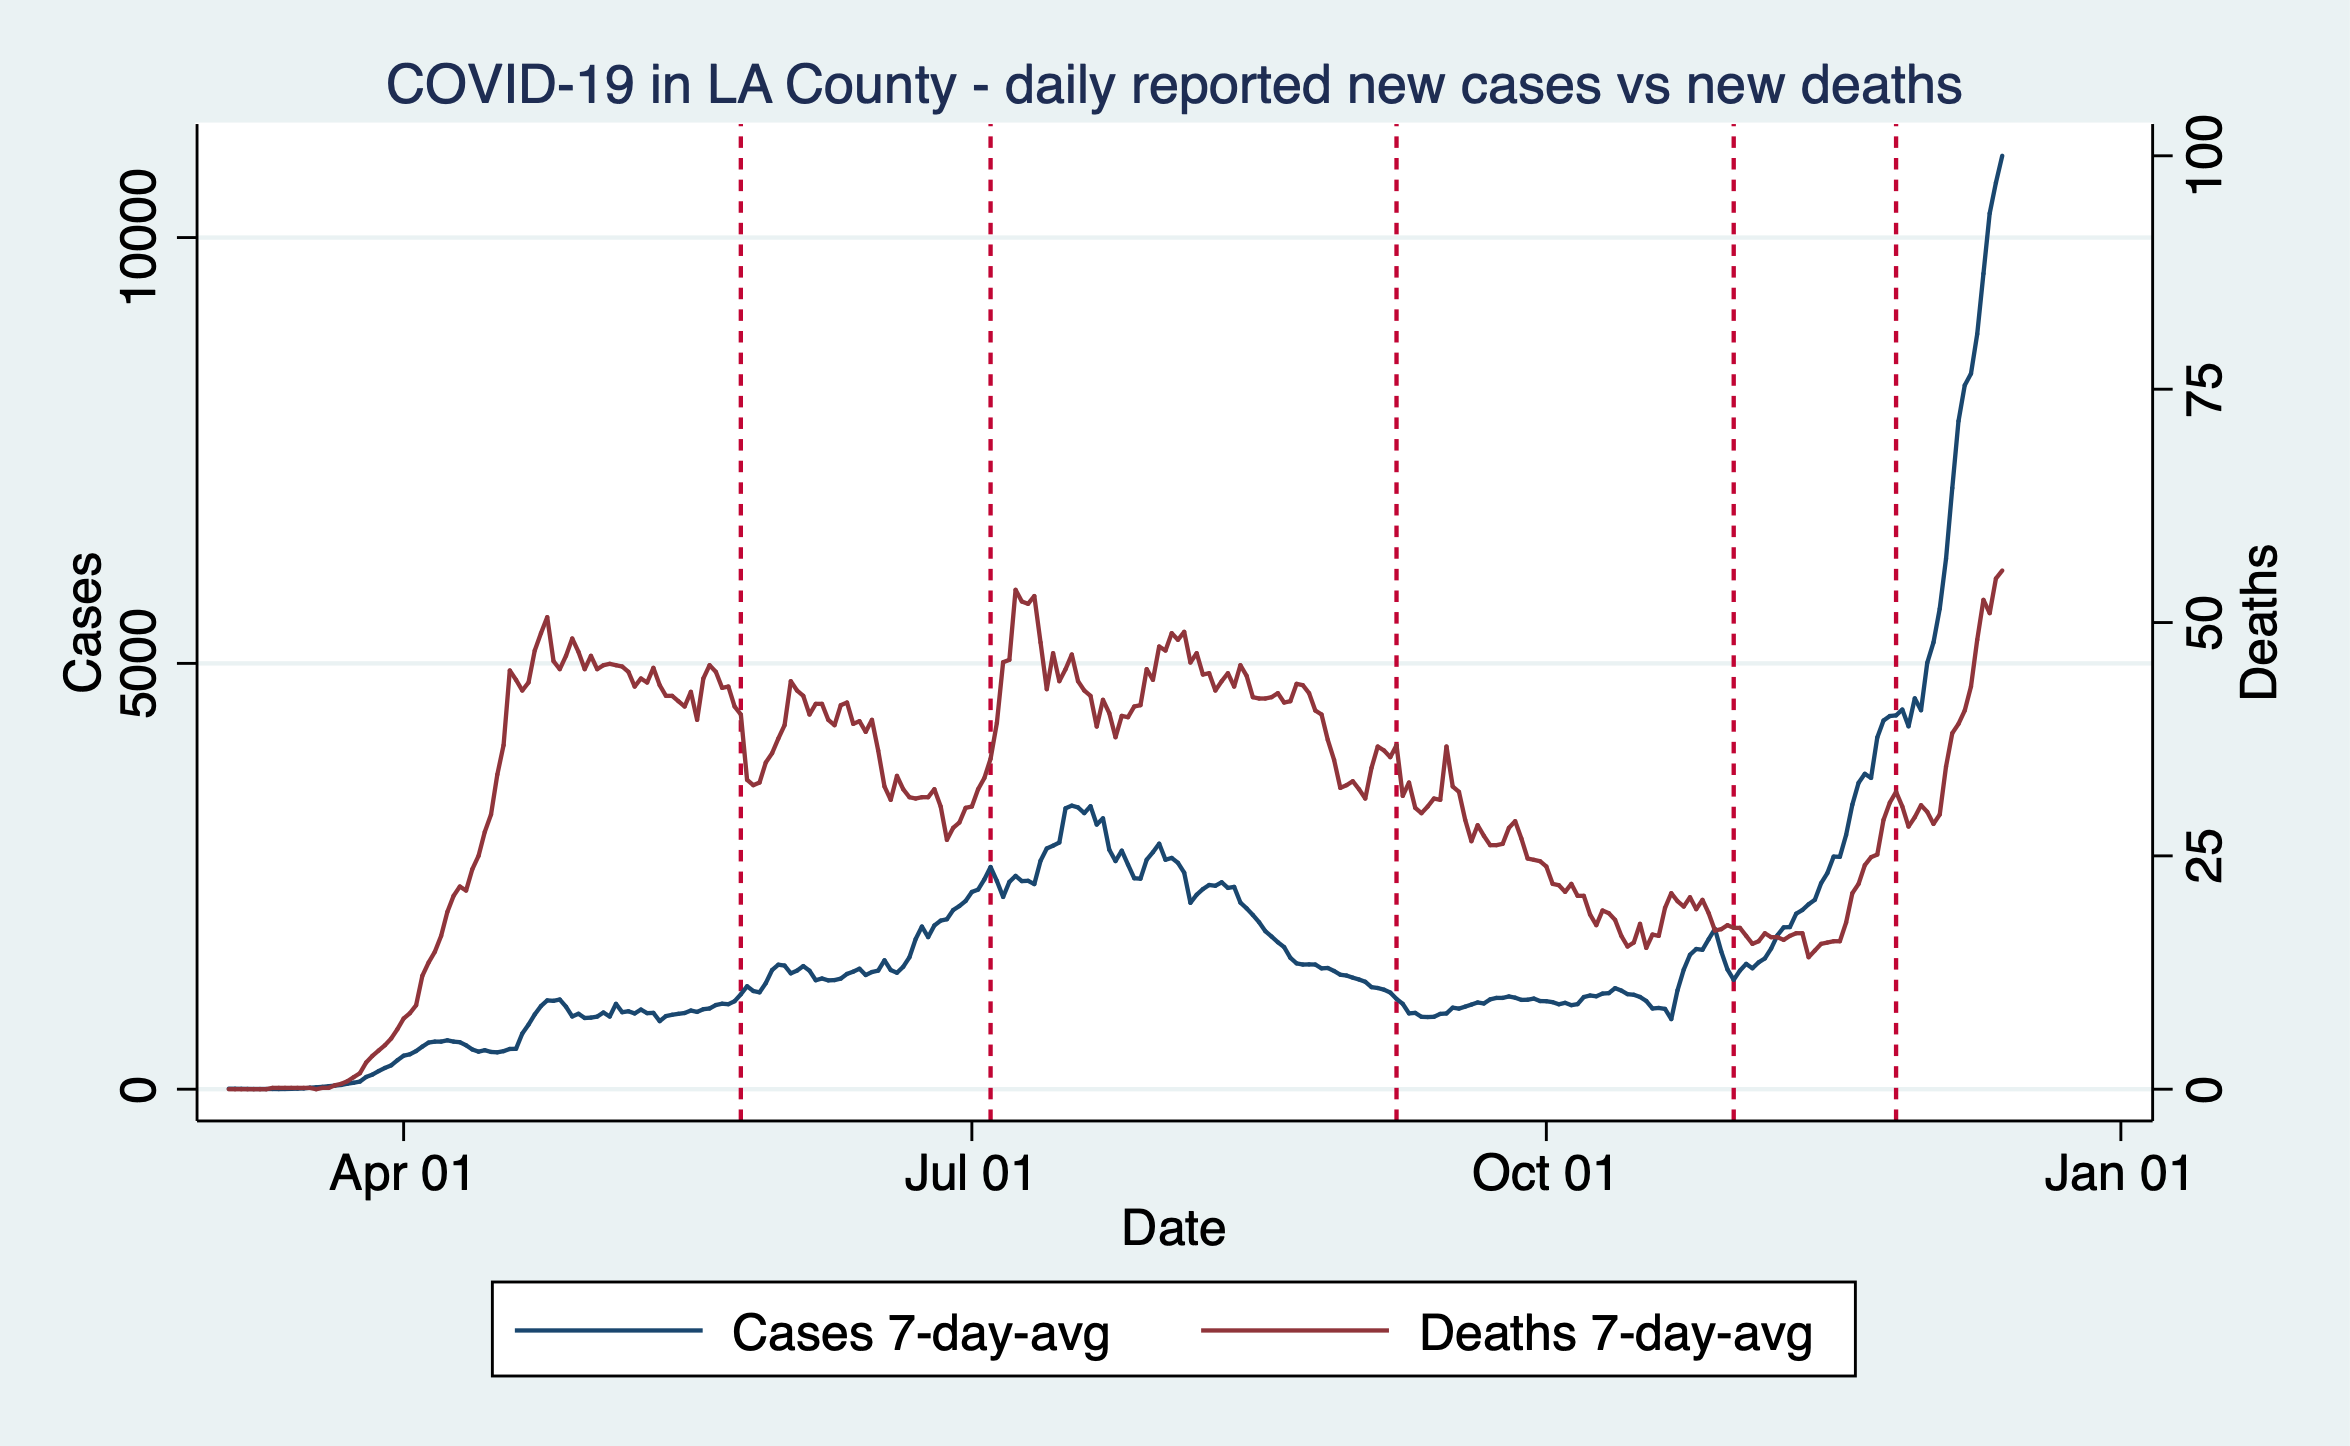 COVID-19 in LA County - daily reported new cases vs new deaths
10000
5000
0
Cases
100
75
50
25
0
Deaths
Apr 01
Jul 01
Oct 01
Jan 01
Date
Cases 7-day-avg
Deaths 7-day-avg